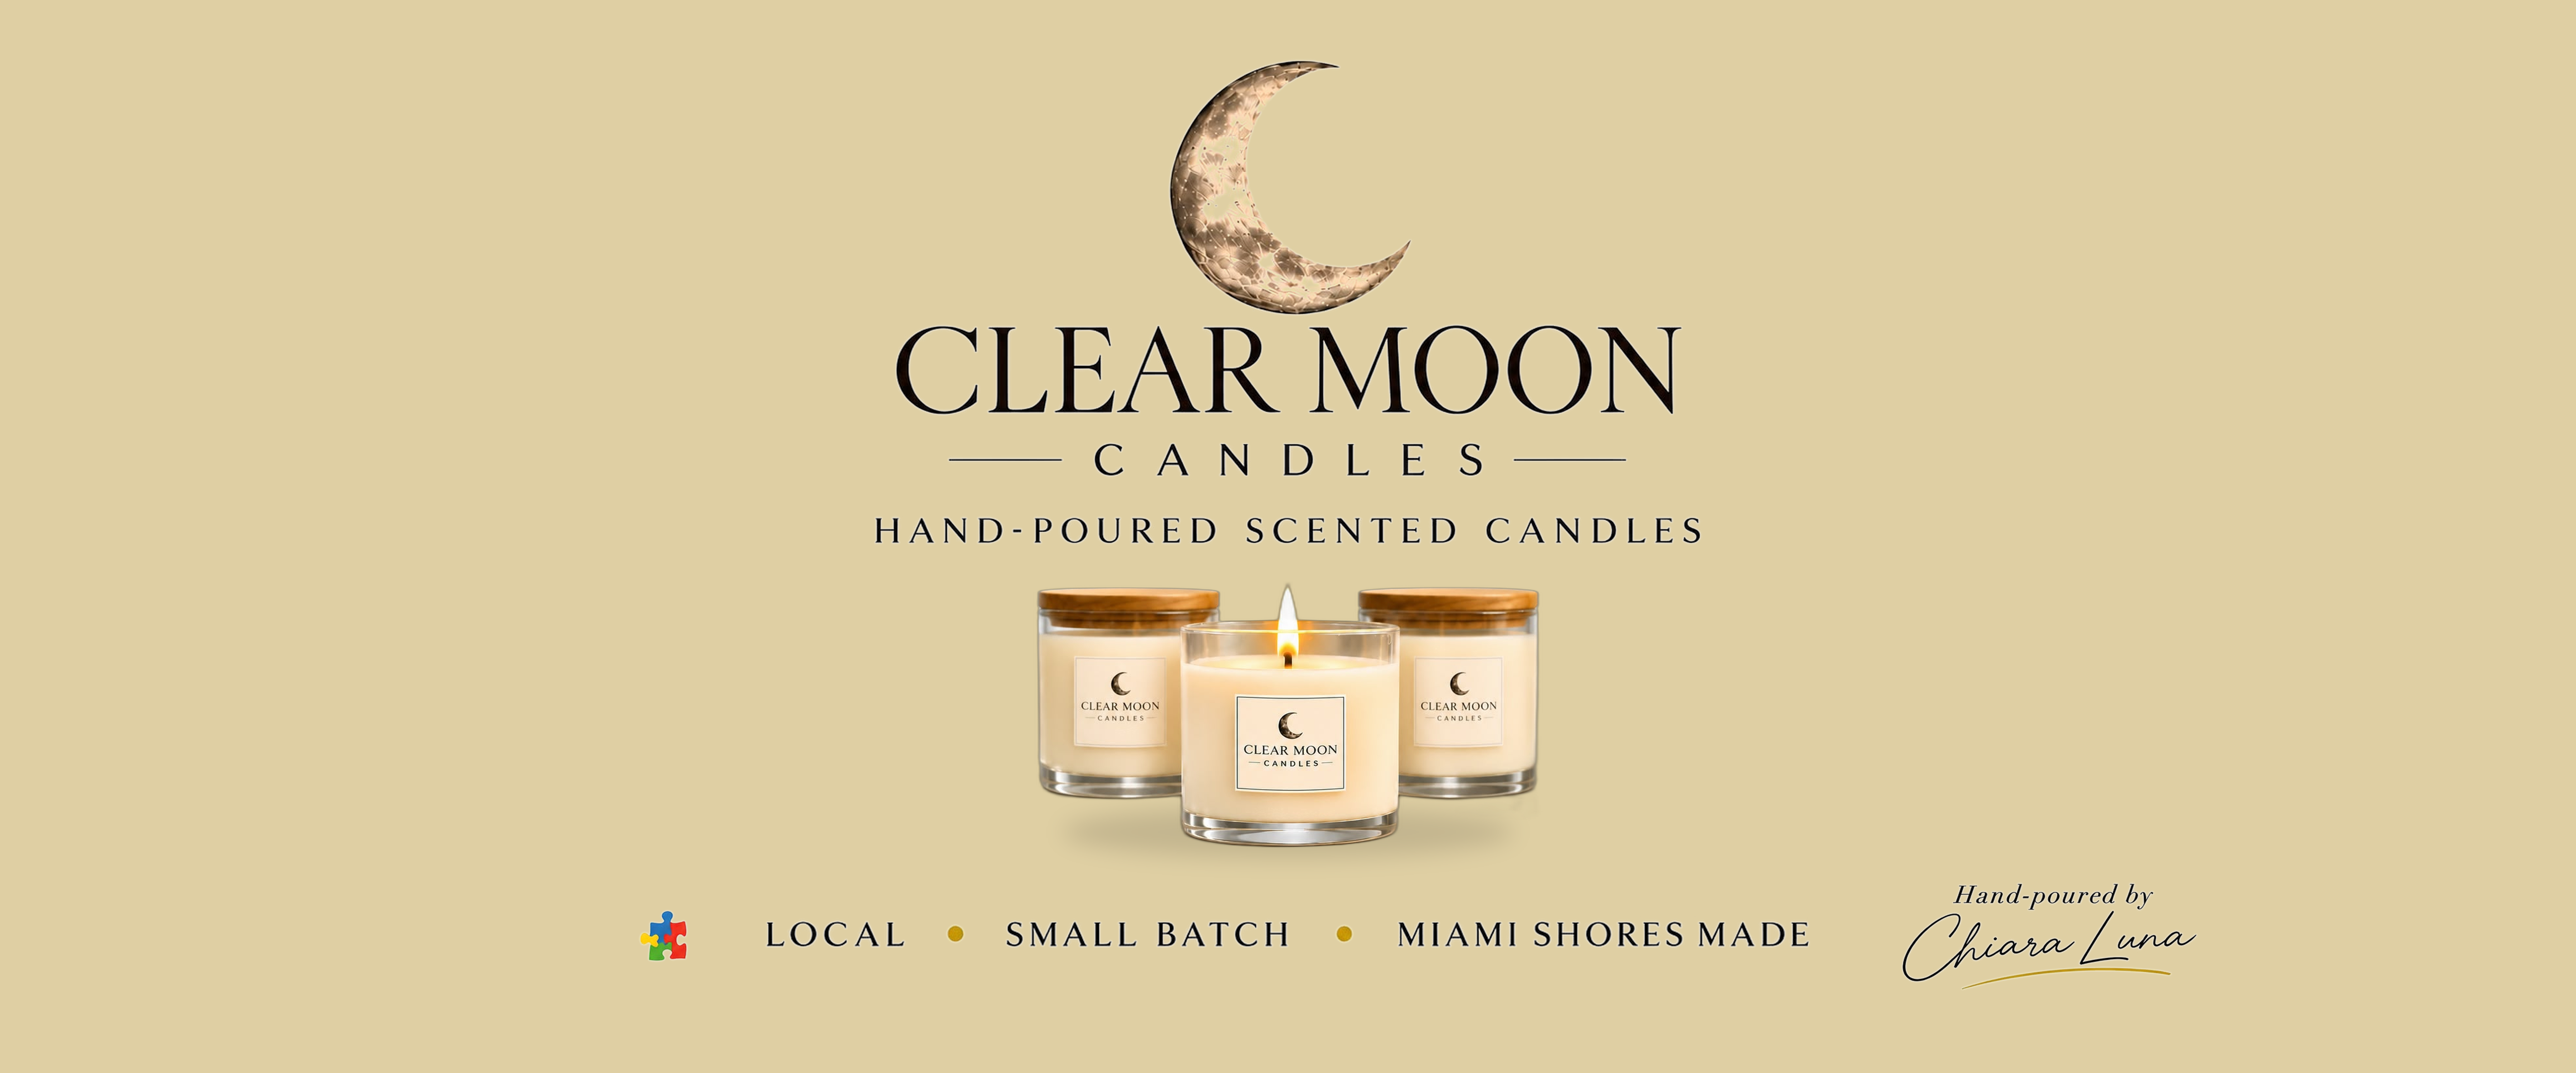 CLEAR MOON
CANDLES
HAND-POURED SCENTED CANDLES
CLEAR MOON
CANDLES
CLEAR MOON
CANDLES
CLEAR MOON
CANDLES
LOCAL • SMALL BATCH • MIAMI SHORES MADE
Hand-poured by
Chiara Luna